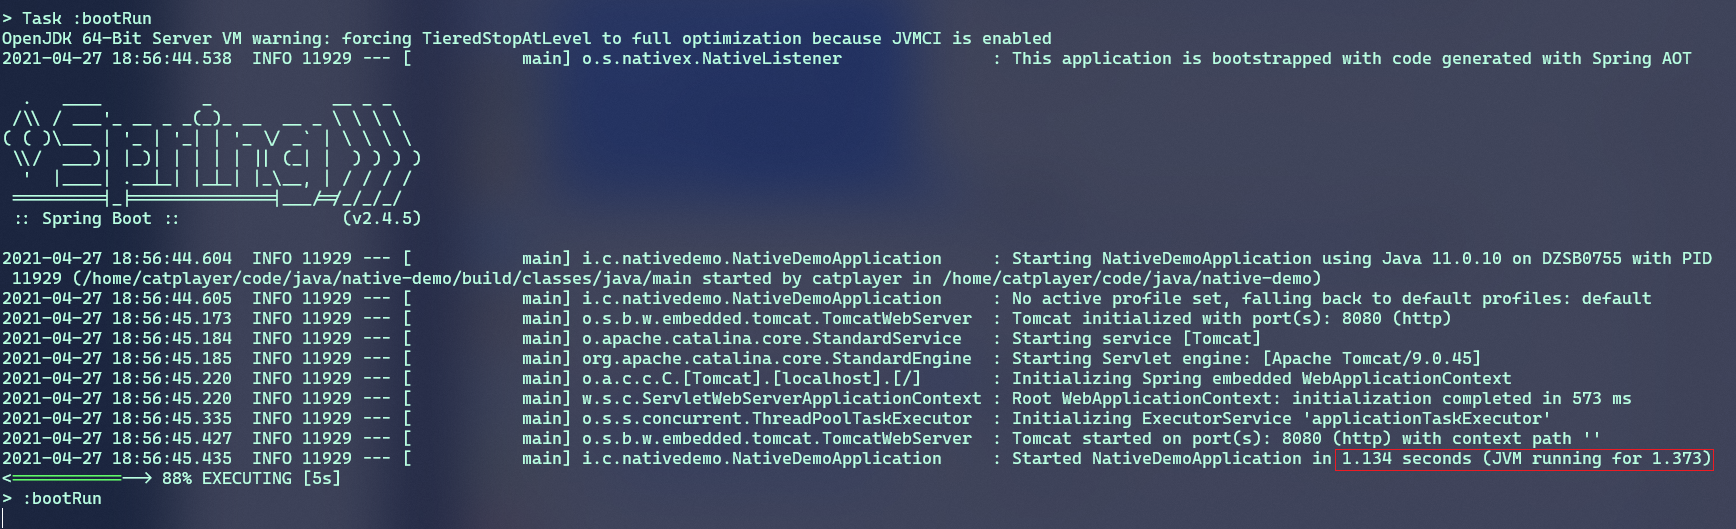 > Task :bootRun
OpenJDK 64-Bit Server VM warning: forcing TieredStopAtLevel to full optimization because JVMCI is enabled
2021-04-27 18:56:44.538  INFO 11929 --- [           main] o.s.nativex.NativeListener               : This application is bootstrapped with code generated with Spring AOT
  .   ____          _            __ _ _
 /\\ / ___'_ __ _ _(_)_ __  __ _ \ \ \ \
( ( )\___ | '_ | '_| | '_ \/ _` | \ \ \ \
 \\/  ___)| |_)| | | | | || (_| |  ) ) ) )
  '  |____| .__|_| |_|_| |_\__, | / / / /
 =========|_|==============|___/=/_/_/_/
 :: Spring Boot ::                (v2.4.5)
2021-04-27 18:56:44.604  INFO 11929 --- [           main] i.c.nativedemo.NativeDemoApplication     : Starting NativeDemoApplication using Java 11.0.10 on DZSB0755 with PID
 11929 (/home/catplayer/code/java/native-demo/build/classes/java/main started by catplayer in /home/catplayer/code/java/native-demo)
2021-04-27 18:56:44.605  INFO 11929 --- [           main] i.c.nativedemo.NativeDemoApplication     : No active profile set, falling back to default profiles: default
2021-04-27 18:56:45.173  INFO 11929 --- [           main] o.s.b.w.embedded.tomcat.TomcatWebServer  : Tomcat initialized with port(s): 8080 (http)
2021-04-27 18:56:45.184  INFO 11929 --- [           main] o.apache.catalina.core.StandardService   : Starting service [Tomcat]
2021-04-27 18:56:45.185  INFO 11929 --- [           main] org.apache.catalina.core.StandardEngine  : Starting Servlet engine: [Apache Tomcat/9.0.45]
2021-04-27 18:56:45.220  INFO 11929 --- [           main] o.a.c.c.C.[Tomcat].[localhost].[/]       : Initializing Spring embedded WebApplicationContext
2021-04-27 18:56:45.220  INFO 11929 --- [           main] w.s.c.ServletWebServerApplicationContext : Root WebApplicationContext: initialization completed in 573 ms
2021-04-27 18:56:45.335  INFO 11929 --- [           main] o.s.s.concurrent.ThreadPoolTaskExecutor  : Initializing ExecutorService 'applicationTaskExecutor'
2021-04-27 18:56:45.427  INFO 11929 --- [           main] o.s.b.w.embedded.tomcat.TomcatWebServer  : Tomcat started on port(s): 8080 (http) with context path ''
2021-04-27 18:56:45.435  INFO 11929 --- [           main] i.c.nativedemo.NativeDemoApplication     : Started NativeDemoApplication in 1.134 seconds (JVM running for 1.373)
<===========--> 88% EXECUTING [5s]
> :bootRun